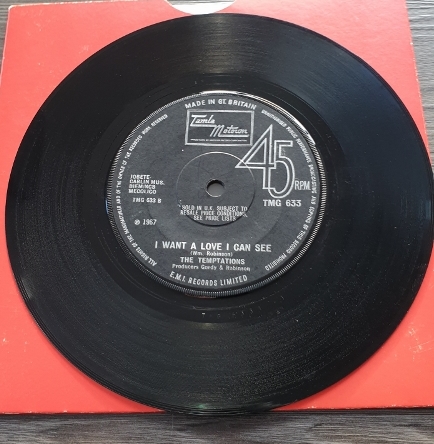 MADE IN GT. BRITAIN
Tamla
Motown
45
RPM
TMG 633
JOBETE-
CARLIN MUS.
TMG 633 B
℗ 1967
SOLD IN U.K. SUBJECT TO
RESALE PRICE CONDITIONS,
SEE PRICE LISTS
I WANT A LOVE I CAN SEE
(Wm. Robinson)
THE TEMPTATIONS
Producers Gordy & Robinson
E.M.I. RECORDS LIMITED